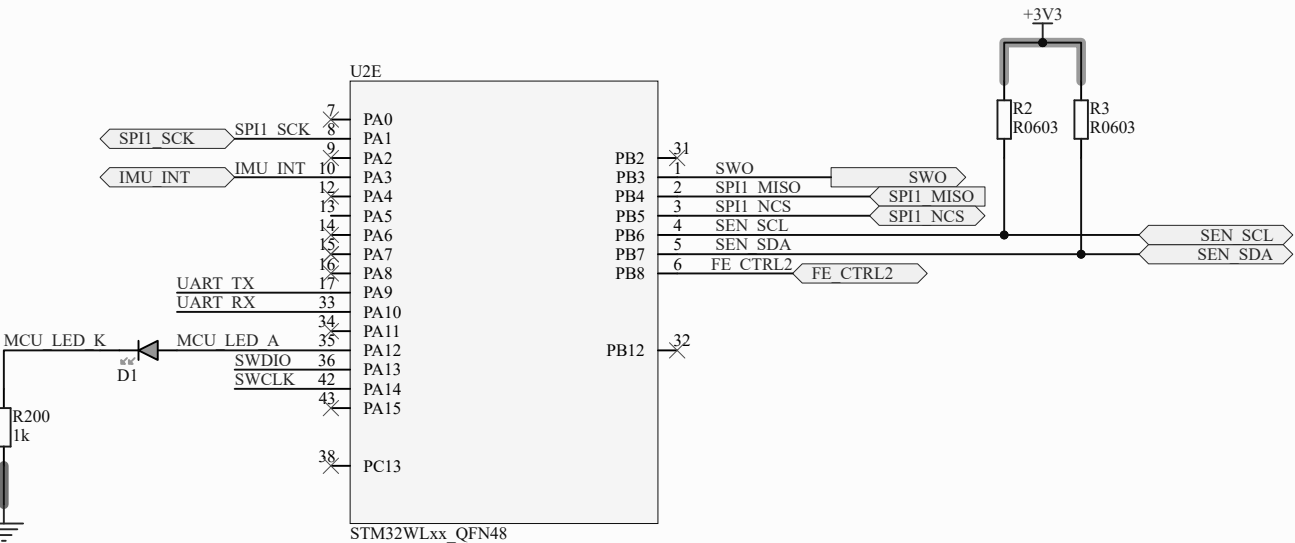 +3V3
U2E
R2
R0603
R3
R0603
7
PA0
SPI1_SCK
SPI1_SCK
8
PA1
9
PA2
IMU_INT
IMU_INT
10
PA3
12
PA4
13
PA5
14
PA6
15
PA7
16
PA8
UART_TX
17
PA9
UART_RX
33
PA10
34
PA11
MCU_LED_K
D1
MCU_LED_A
35
PA12
SWDIO
36
PA13
SWCLK
42
PA14
43
PA15
38
PC13
PB2
31
PB3
1
SWO
SWO
PB4
2
SPI1_MISO
SPI1_MISO
PB5
3
SPI1_NCS
SPI1_NCS
PB6
4
SEN_SCL
SEN_SCL
PB7
5
SEN_SDA
SEN_SDA
PB8
6
FE_CTRL2
FE_CTRL2
PB12
32
R200
1k
STM32WLxx_QFN48